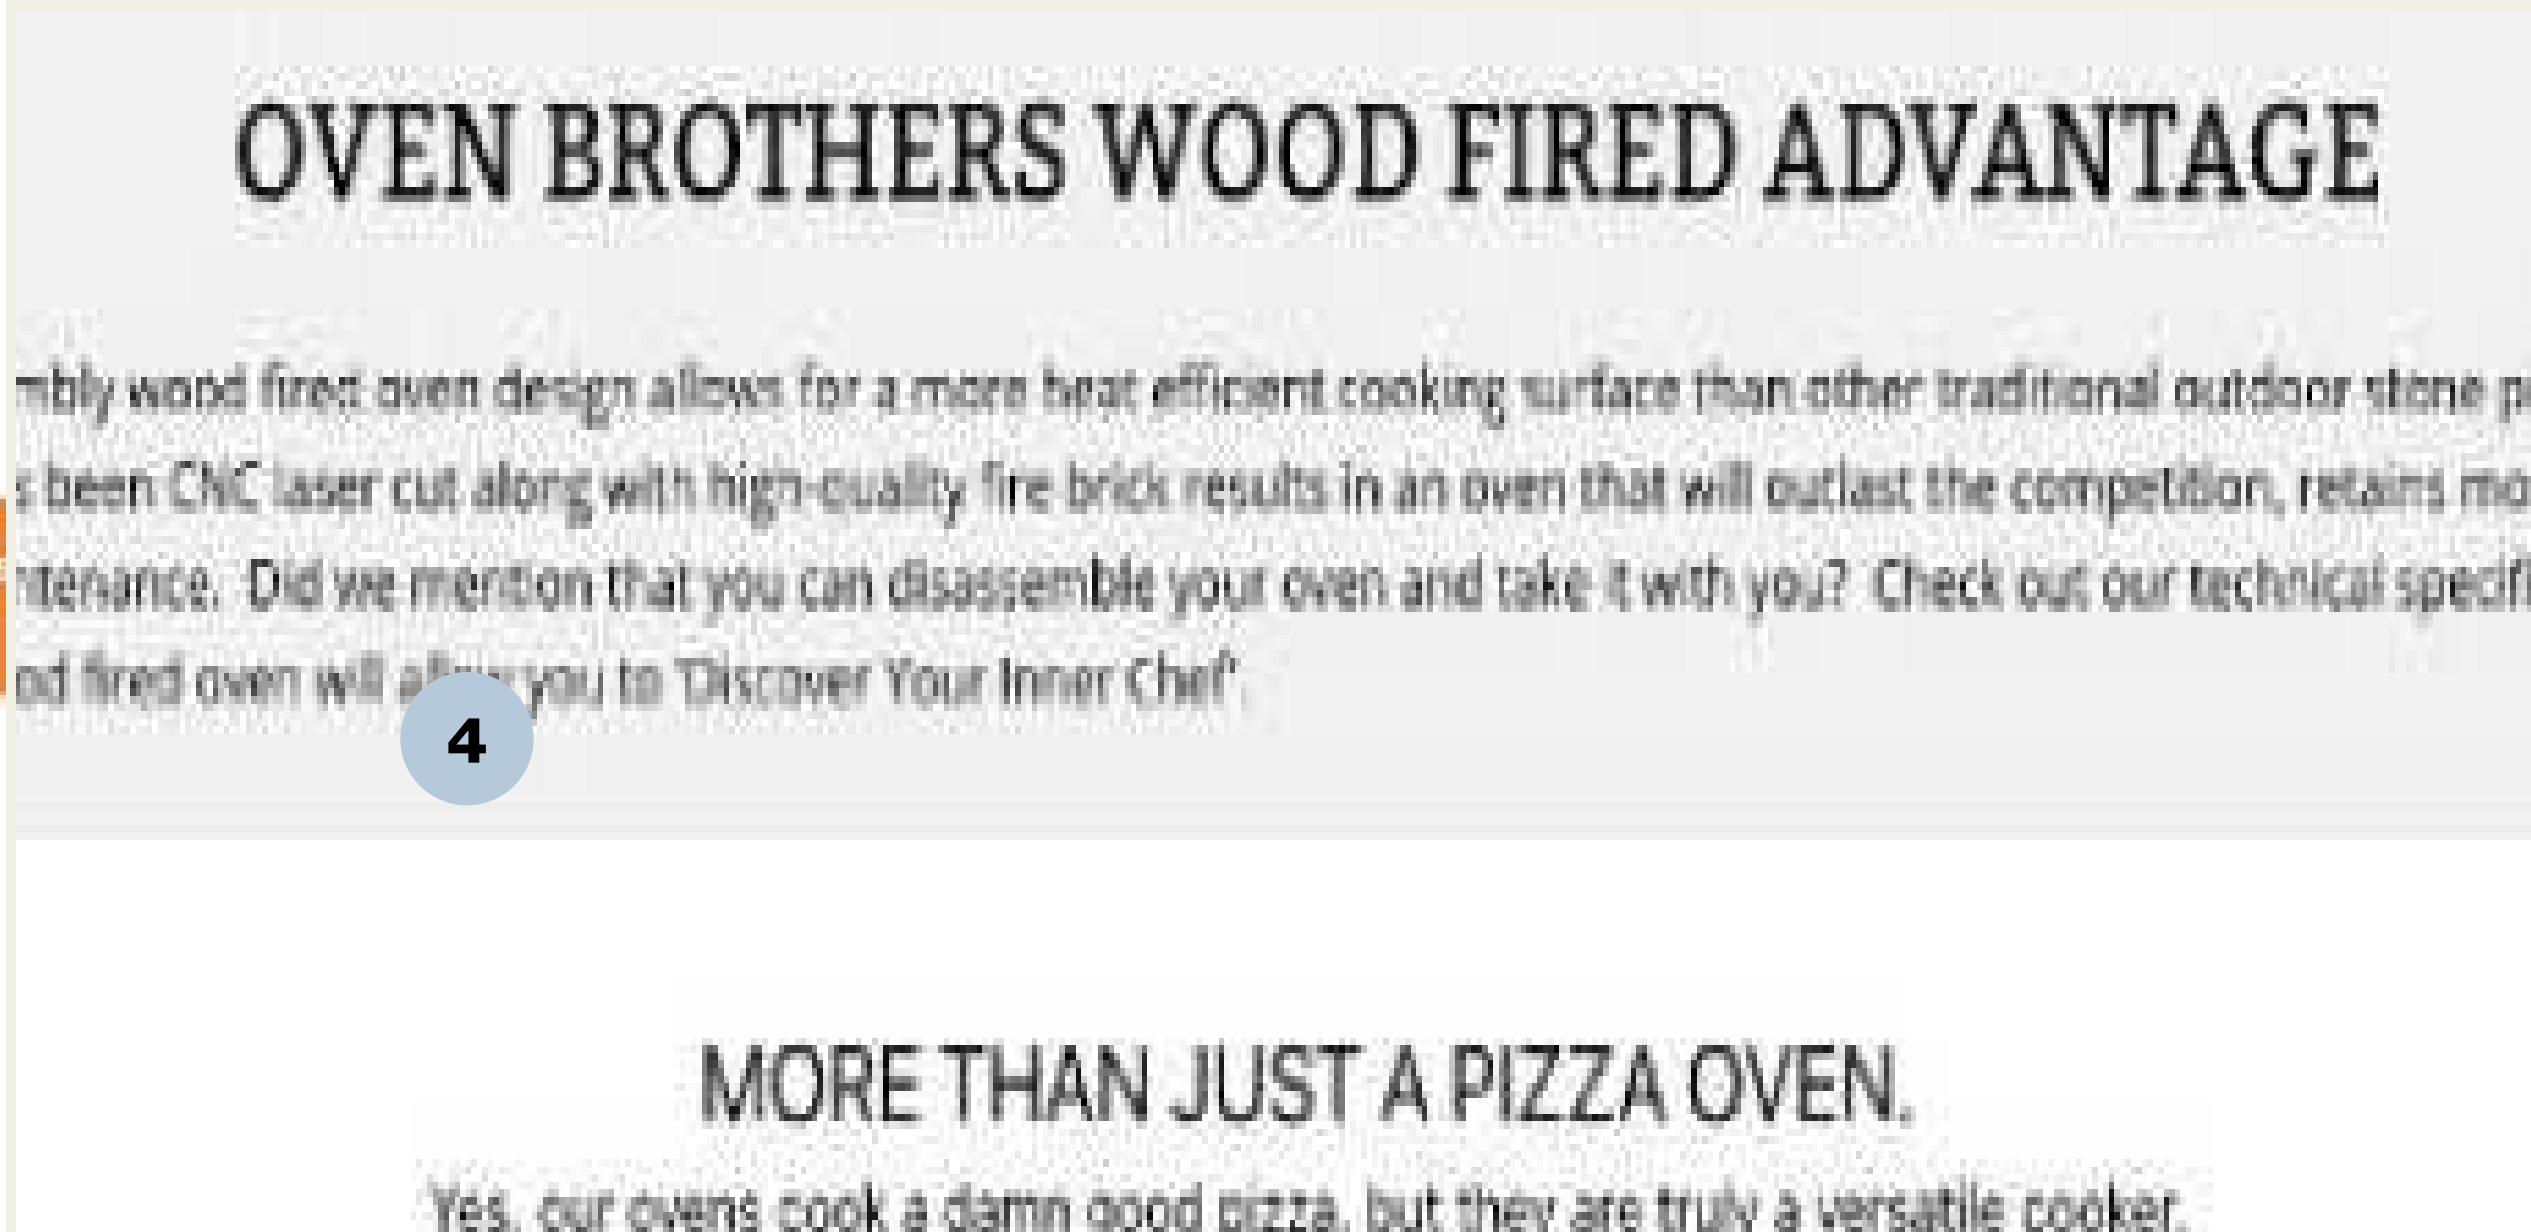 OVEN BROTHERS WOOD FIRED ADVANTAGE
mbly wood fired oven design allows for a more heat efficient cooking surface than other traditional outdoor stone p
s been CNC laser cut along with high-quality fire brick results in an oven that will outlast the competition, retains mo
ntenance. Did we mention that you can disassemble your oven and take it with you? Check out our technical specifi
od fired oven will allow you to 'Discover Your Inner Chef'.
4
MORE THAN JUST A PIZZA OVEN.
Yes, our ovens cook a damn good pizza, but they are truly a versatile cooker.